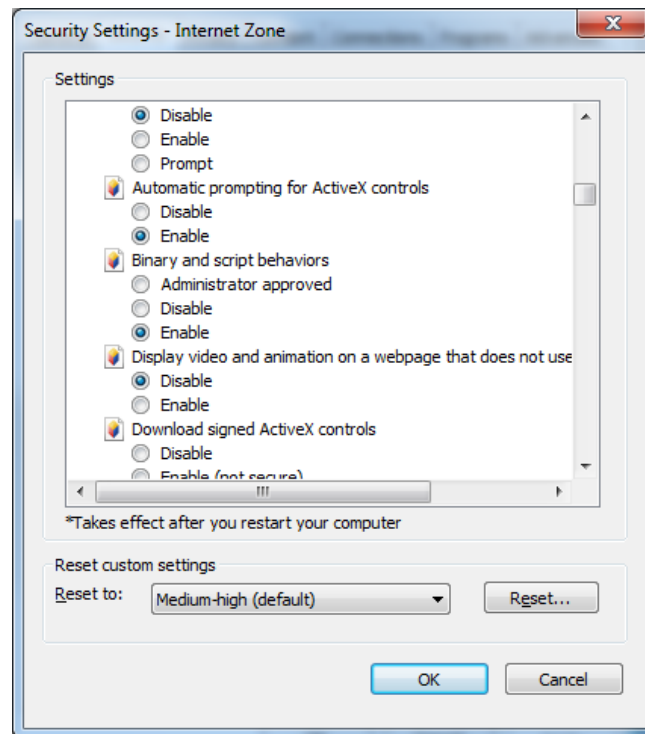 Security Settings - Internet Zone
Settings
Disable
Enable
Prompt
Automatic prompting for ActiveX controls
Disable
Enable
Binary and script behaviors
Administrator approved
Disable
Enable
Display video and animation on a webpage that does not use
Disable
Enable
Download signed ActiveX controls
Disable
Enable (not secure)
*Takes effect after you restart your computer
Reset custom settings
Reset to: Medium-high (default) Reset...
OK Cancel